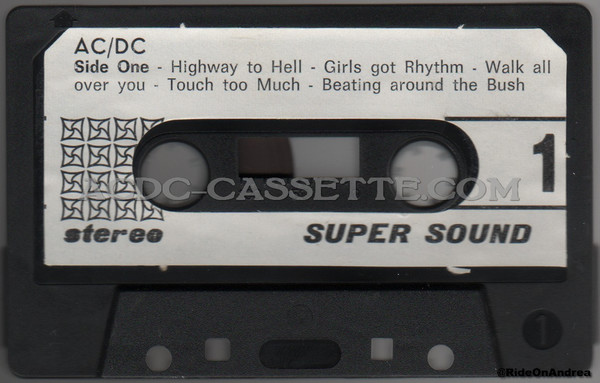 AC/DC
Side One - Highway to Hell - Girls got Rhythm - Walk all
over you - Touch too Much - Beating around the Bush
ACDC-CASSETTE.COM
1
stereo
SUPER SOUND
1
©RideOnAndrea